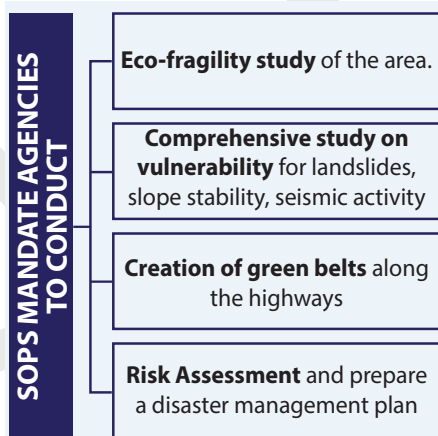 SOPS MANDATE AGENCIES
TO CONDUCT
Eco-fragility study of the area.
Comprehensive study on
vulnerability for landslides,
slope stability, seismic activity
Creation of green belts along
the highways
Risk Assessment and prepare
a disaster management plan